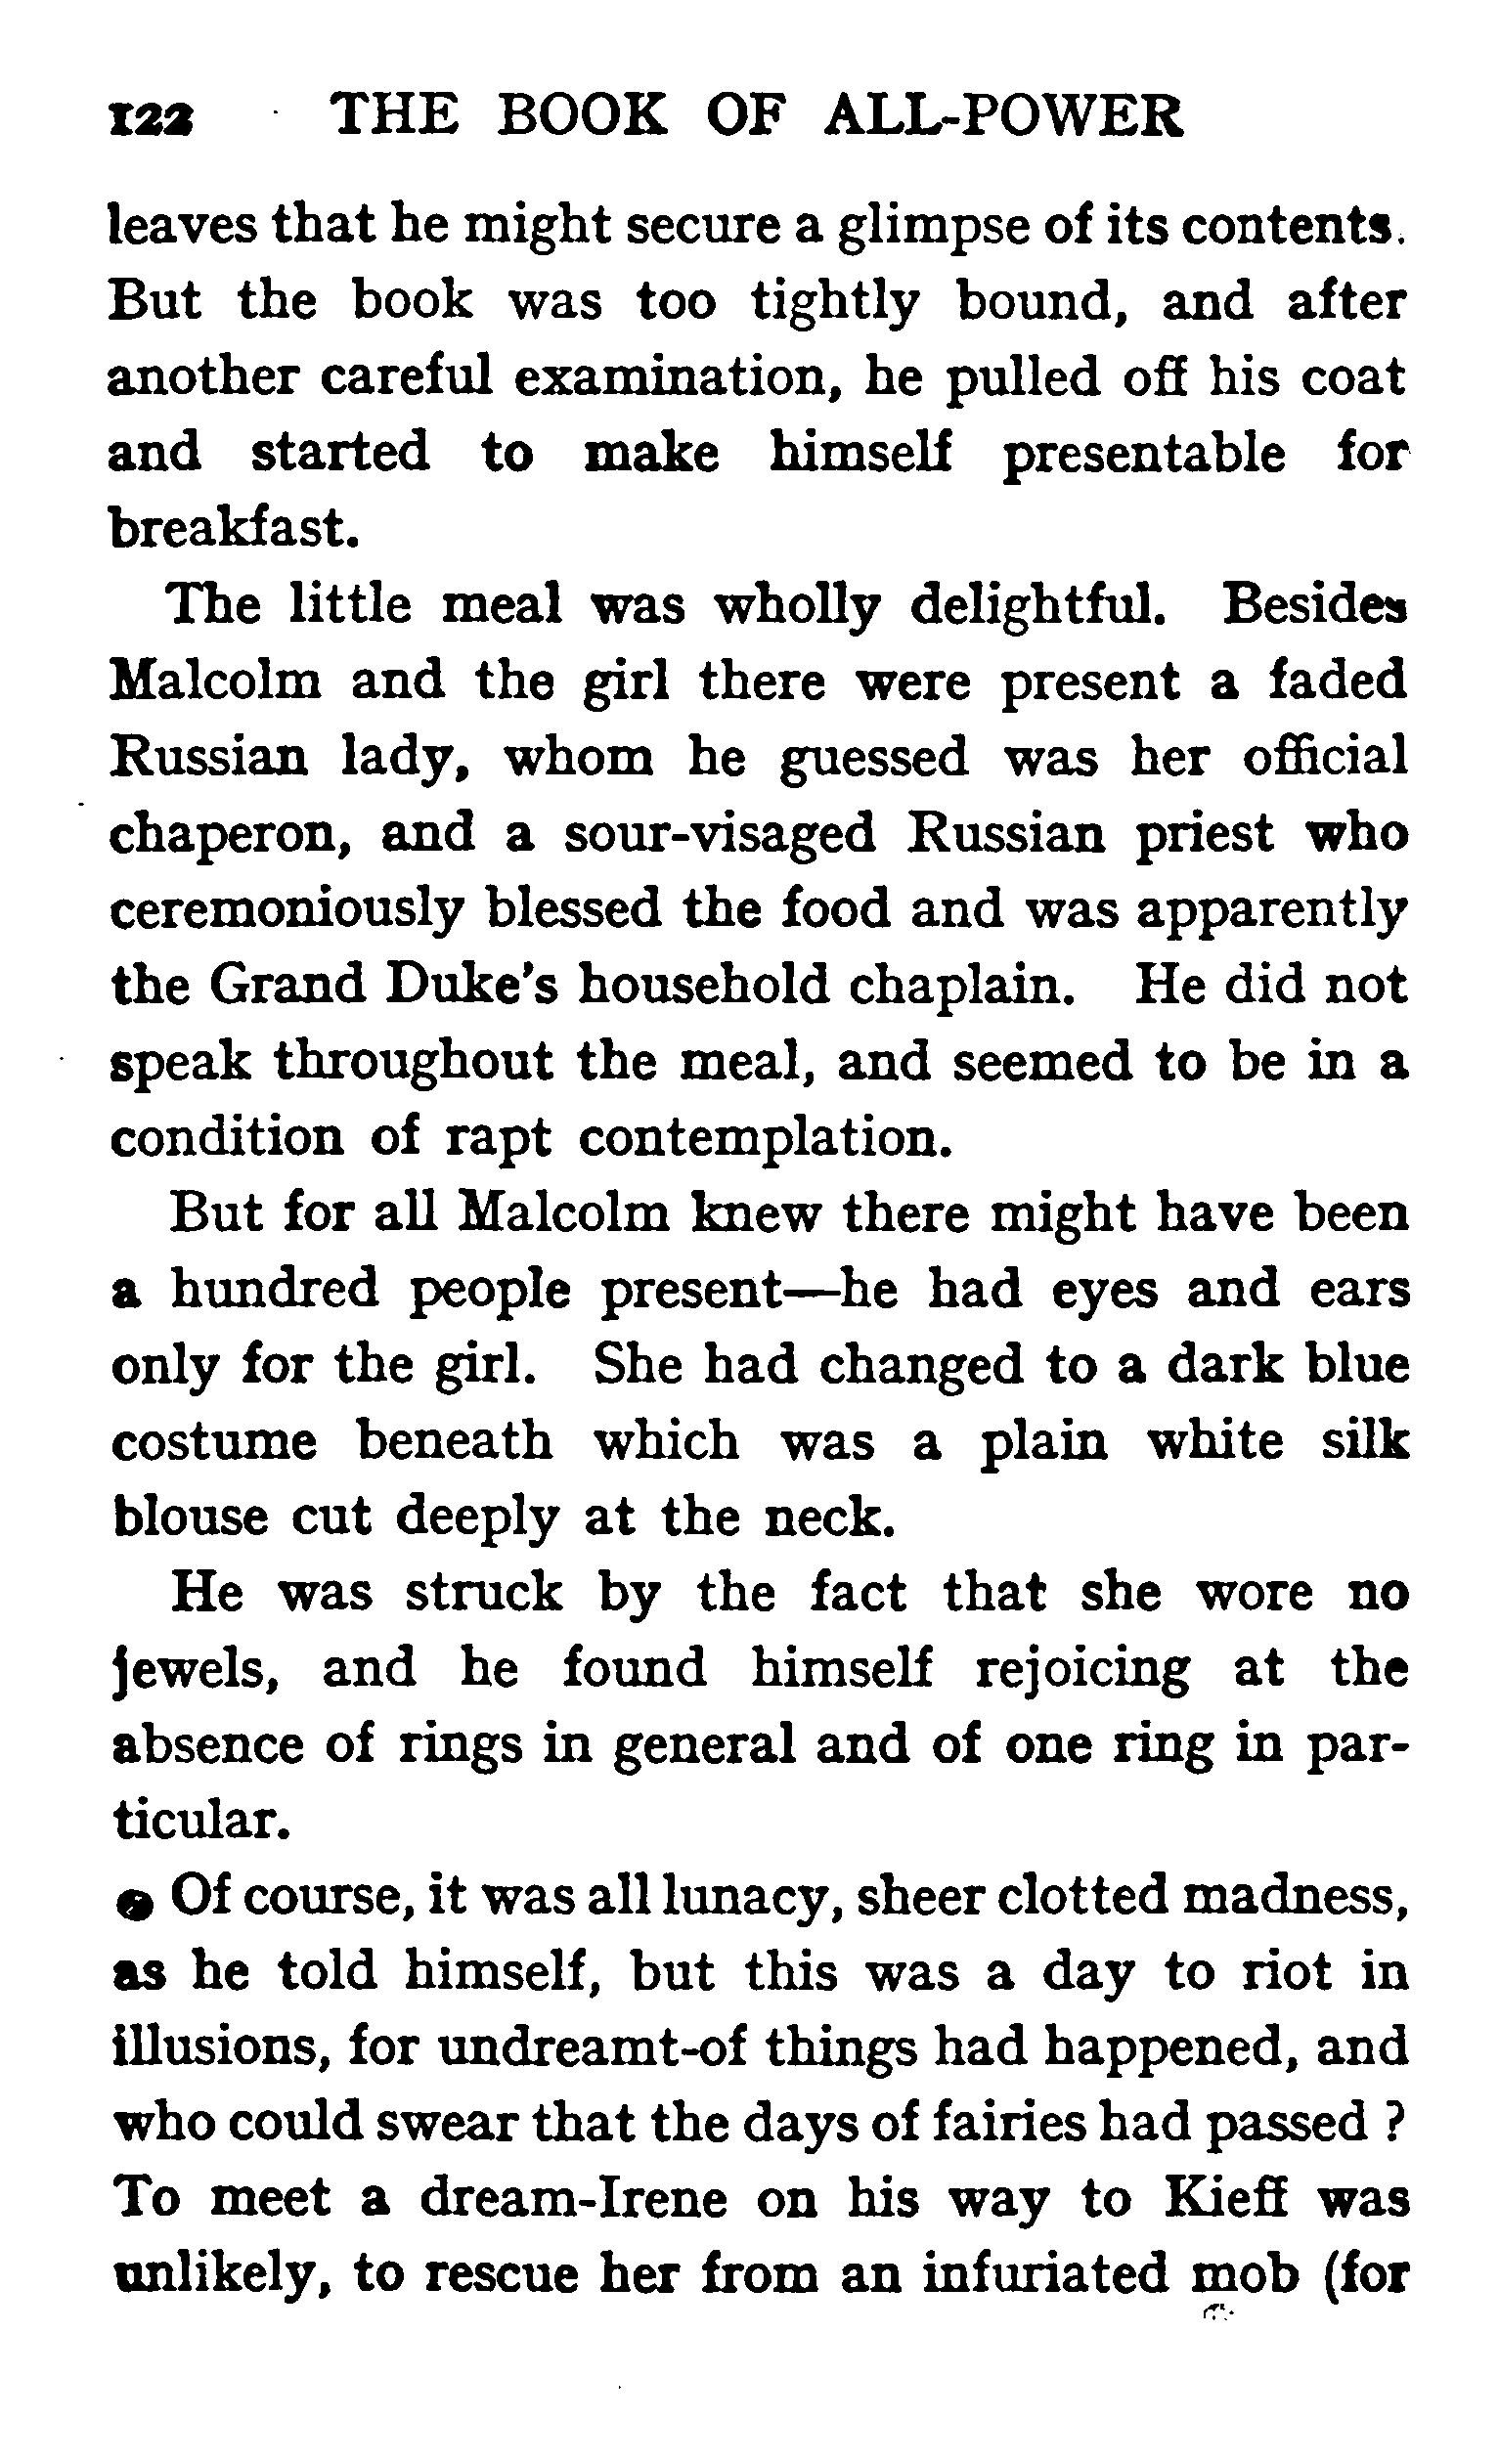 122 THE BOOK OF ALL-POWER
leaves that he might secure a glimpse of its contents.
But the book was too tightly bound, and after
another careful examination, he pulled off his coat
and started to make himself presentable for
breakfast.
The little meal was wholly delightful. Besides
Malcolm and the girl there were present a faded
Russian lady, whom he guessed was her official
chaperon, and a sour-visaged Russian priest who
ceremoniously blessed the food and was apparently
the Grand Duke's household chaplain. He did not
speak throughout the meal, and seemed to be in a
condition of rapt contemplation.
But for all Malcolm knew there might have been
a hundred people present—he had eyes and ears
only for the girl. She had changed to a dark blue
costume beneath which was a plain white silk
blouse cut deeply at the neck.
He was struck by the fact that she wore no
jewels, and he found himself rejoicing at the
absence of rings in general and of one ring in par-
ticular.
Of course, it was all lunacy, sheer clotted madness,
as he told himself, but this was a day to riot in
illusions, for undreamt-of things had happened, and
who could swear that the days of fairies had passed ?
To meet a dream-Irene on his way to Kieff was
unlikely, to rescue her from an infuriated mob (for